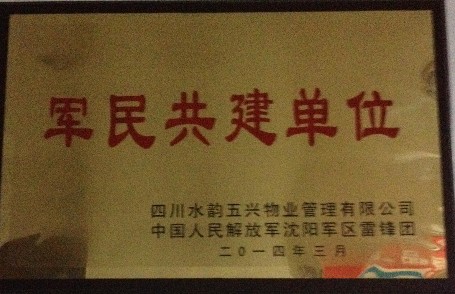 军民共建单位
四川水韵五兴物业管理有限公司
中国人民解放军沈阳军区雷锋团
二〇一四年三月